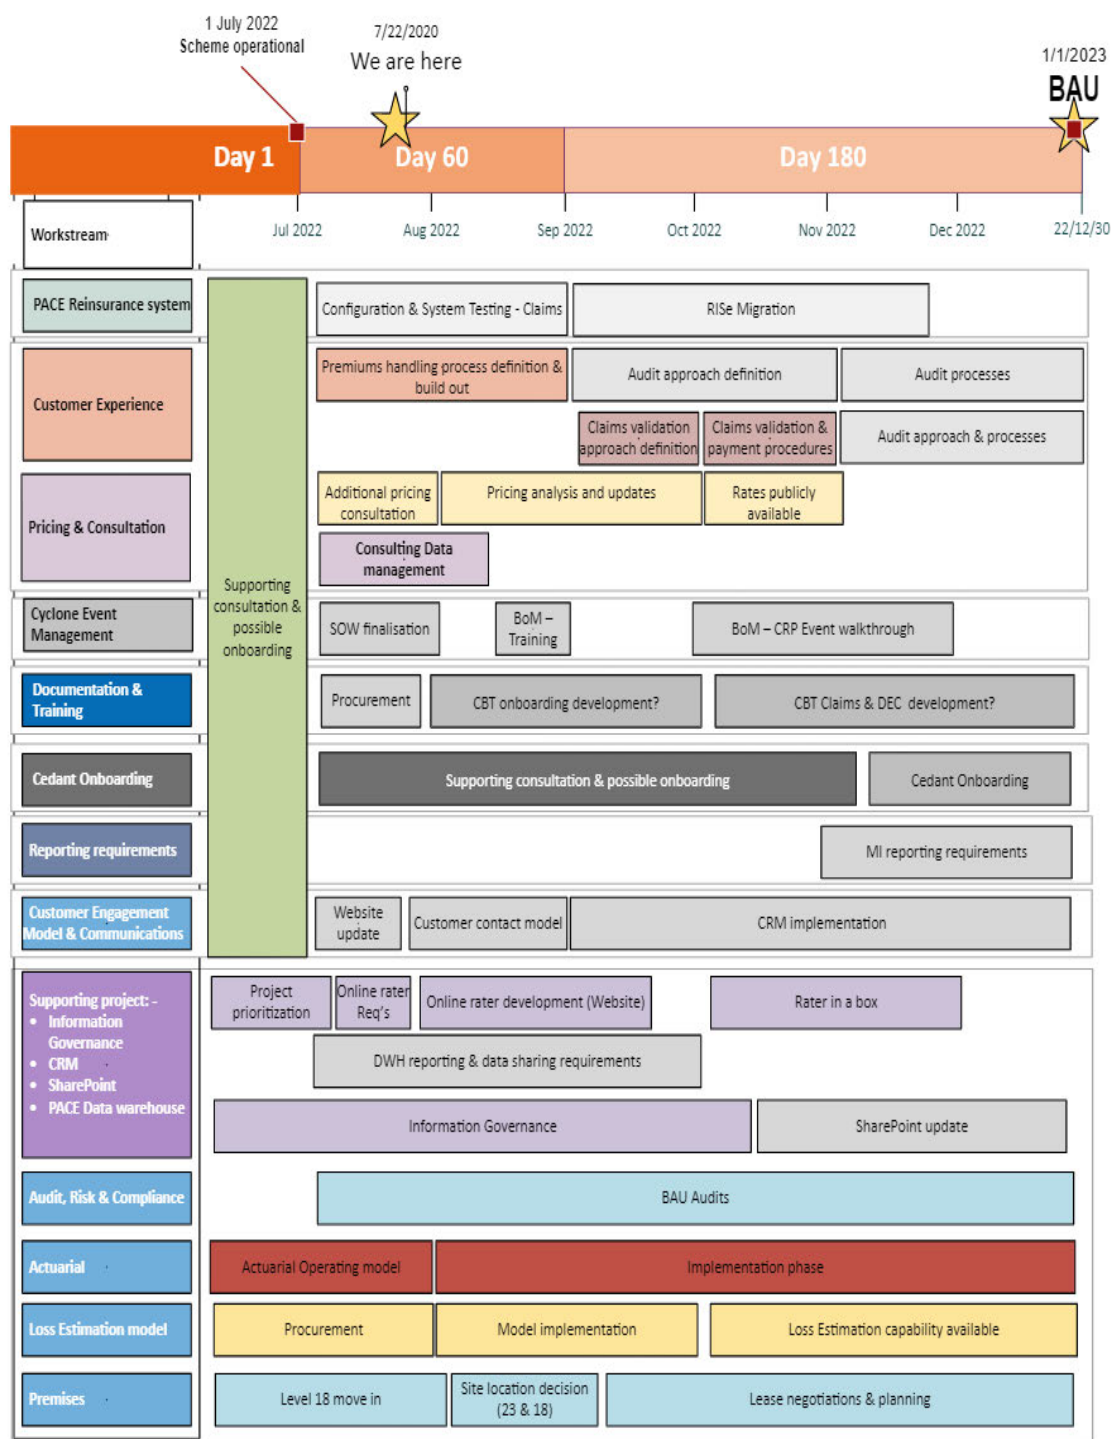 1 July 2022
Scheme operational
7/22/2020
We are here
1/1/2023
BAU
Day 1
Day 60
Day 180
Workstream
Jul 2022
Aug 2022
Sep 2022
Oct 2022
Nov 2022
Dec 2022
22/12/30
Supporting
consultation &
possible
onboarding
PACE Reinsurance system
Configuration & System Testing - Claims
RISe Migration
Customer Experience
Premiums handling process definition &
build out
Audit approach definition
Audit processes
Claims validation
approach definition
Claims validation &
payment procedures
Audit approach & processes
Pricing & Consultation
Additional pricing
consultation
Pricing analysis and updates
Rates publicly
available
Consulting Data
management
Cyclone Event
Management
SOW finalisation
BoM –
Training
BoM – CRP Event walkthrough
Documentation &
Training
Procurement
CBT onboarding development?
CBT Claims & DEC development?
Cedant Onboarding
Supporting consultation & possible onboarding
Cedant Onboarding
Reporting requirements
MI reporting requirements
Customer Engagement
Model & Communications
Website
update
Customer contact model
CRM implementation
Supporting project: -
• Information
Governance
• CRM
• SharePoint
• PACE Data warehouse
Project
prioritization
Online rater
Req's
Online rater development (Website)
Rater in a box
DWH reporting & data sharing requirements
Information Governance
SharePoint update
Audit, Risk & Compliance
BAU Audits
Actuarial
Actuarial Operating model
Implementation phase
Loss Estimation model
Procurement
Model implementation
Loss Estimation capability available
Premises
Level 18 move in
Site location decision
(23 & 18)
Lease negotiations & planning